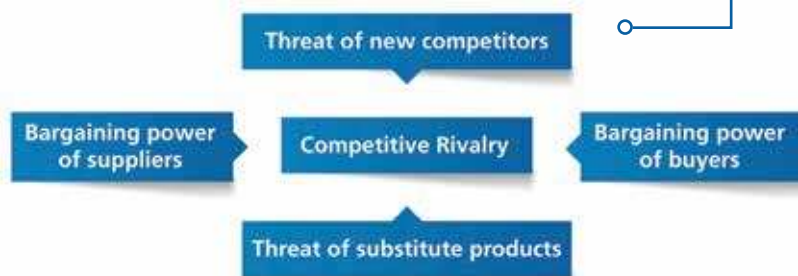 Threat of new competitors
Bargaining power
of suppliers
Competitive Rivalry
Bargaining power
of buyers
Threat of substitute products